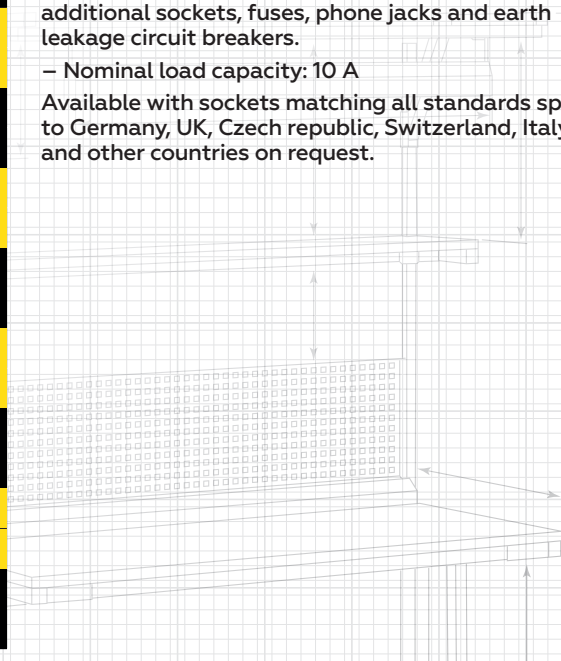 additional sockets, fuses, phone jacks and earth
leakage circuit breakers.
– Nominal load capacity: 10 A
Available with sockets matching all standards
to Germany, UK, Czech republic, Switzerland,
and other countries on request.